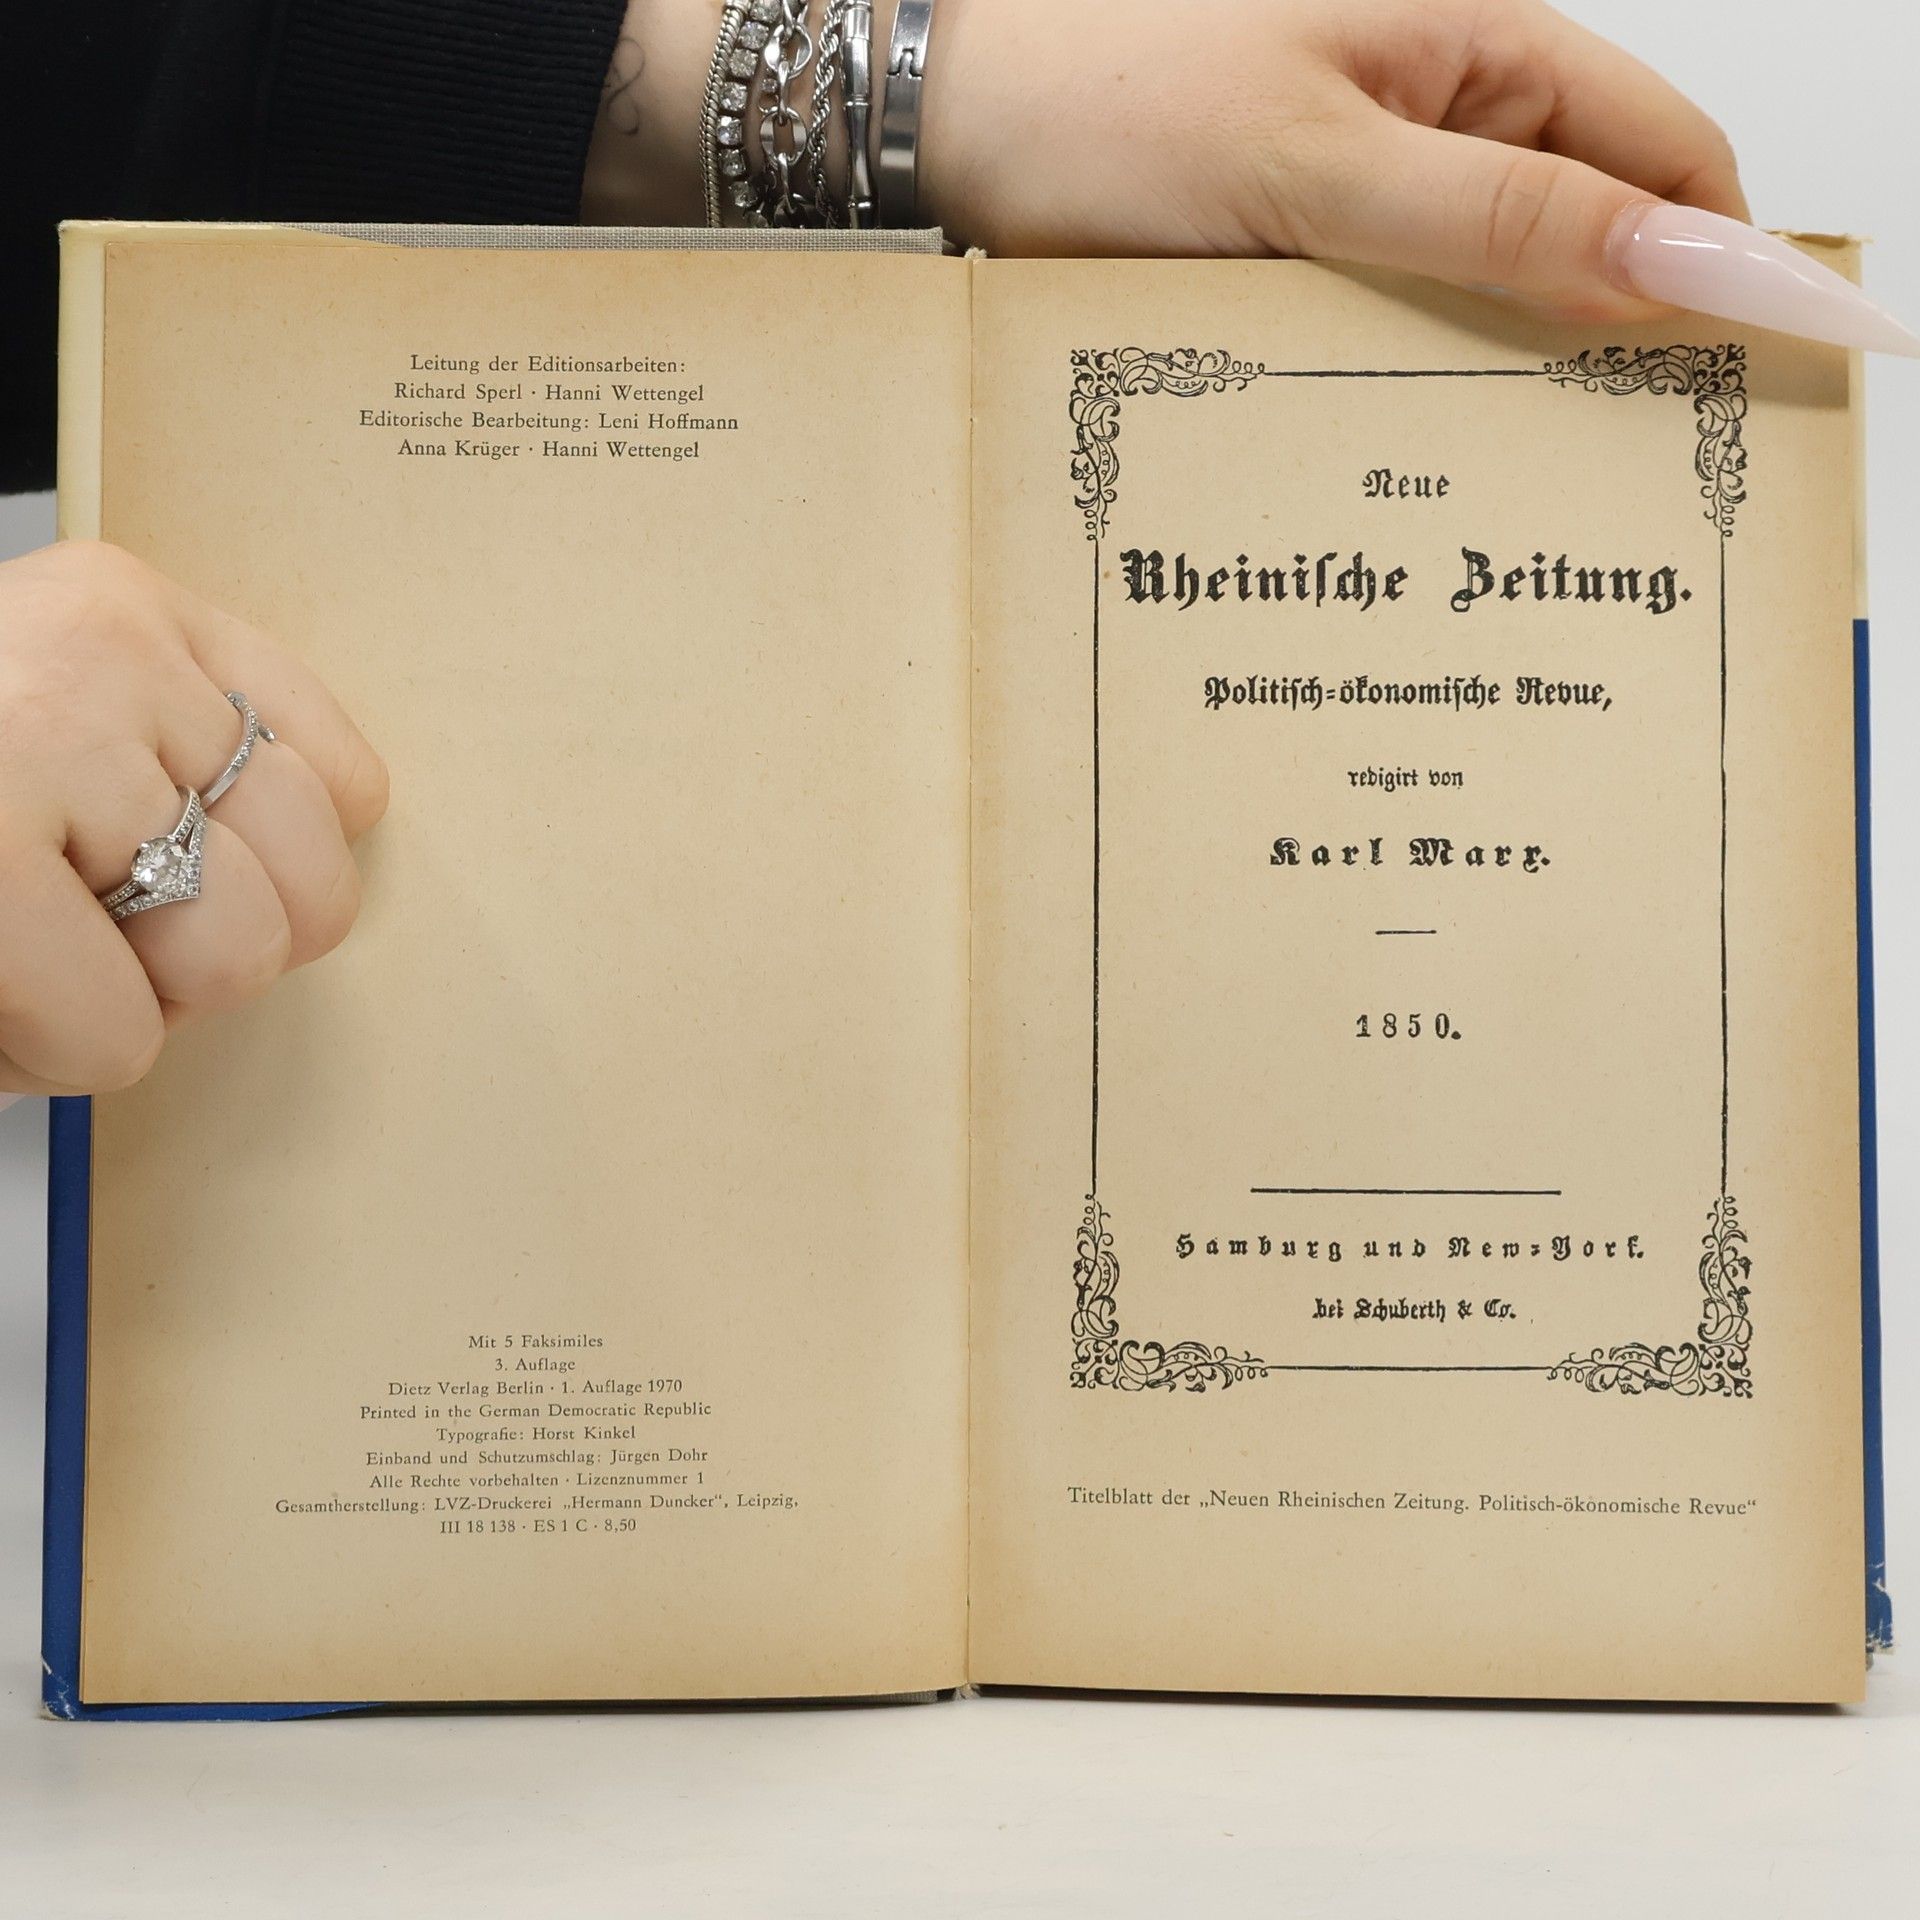 Leitung der Editionsarbeiten:
Richard Sperl · Hanni Wettengel
Editorische Bearbeitung: Leni Hoffmann
Anna Krüger · Hanni Wettengel
Mit 5 Faksimiles
3. Auflage
Dietz Verlag Berlin · 1. Auflage 1970
Printed in the German Democratic Republic
Typografie: Horst Kinkel
Einband und Schutzumschlag: Jürgen Dohr
Alle Rechte vorbehalten · Lizenznummer 1
Gesamtherstellung: LVZ-Druckerei „Hermann Duncker“, Leipzig,
III 18 138 · ES 1 C · 8,50
Neue
Rheiniſche Zeitung.
Politiſch-ökonomiſche Revue,
redigirt von
Karl Marx.
1850.
Hamburg und New-York.
bei Schuberth & Co.
Titelblatt der „Neuen Rheinischen Zeitung. Politisch-ökonomische Revue“